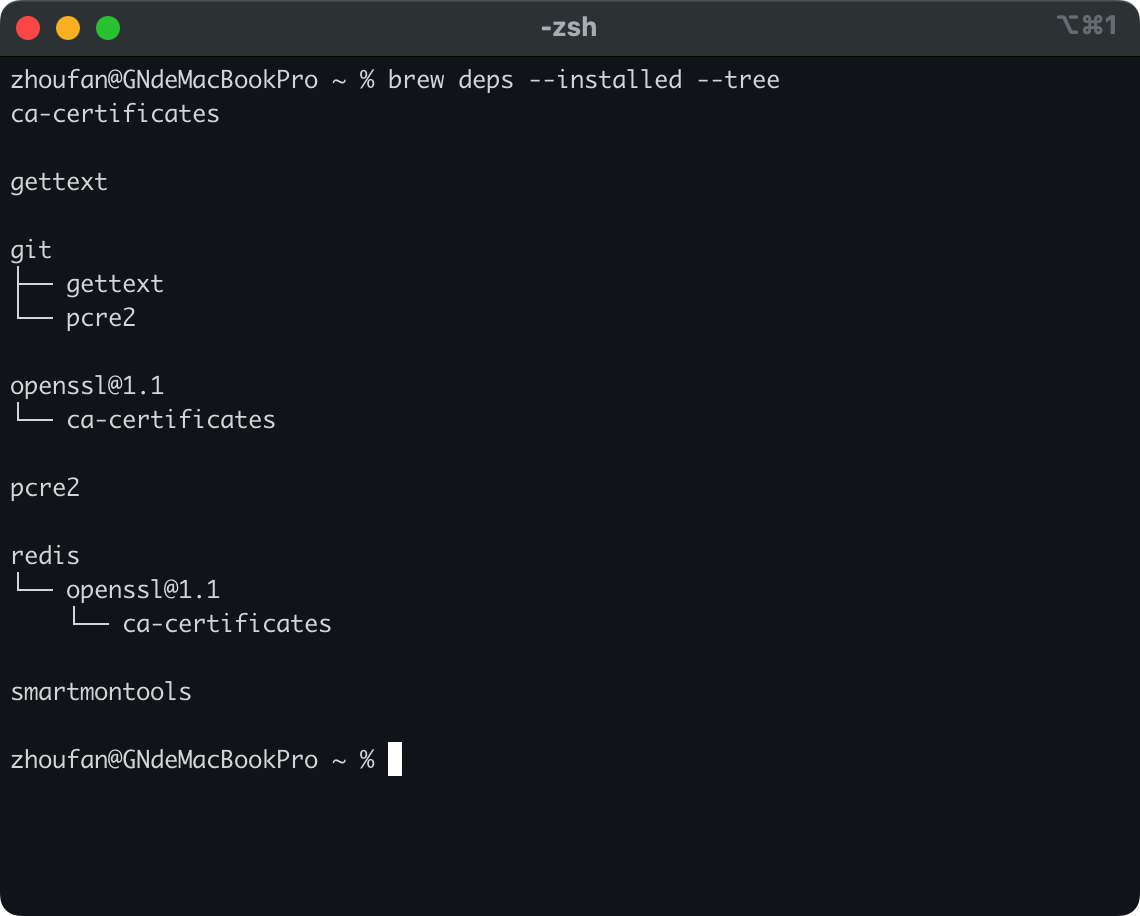 -zsh
⌥⌘1
zhoufan@GNdeMacBookPro ~ % brew deps --installed --tree
ca-certificates

gettext

git
├── gettext
└── pcre2

openssl@1.1
└── ca-certificates

pcre2

redis
└── openssl@1.1
    └── ca-certificates

smartmontools

zhoufan@GNdeMacBookPro ~ %